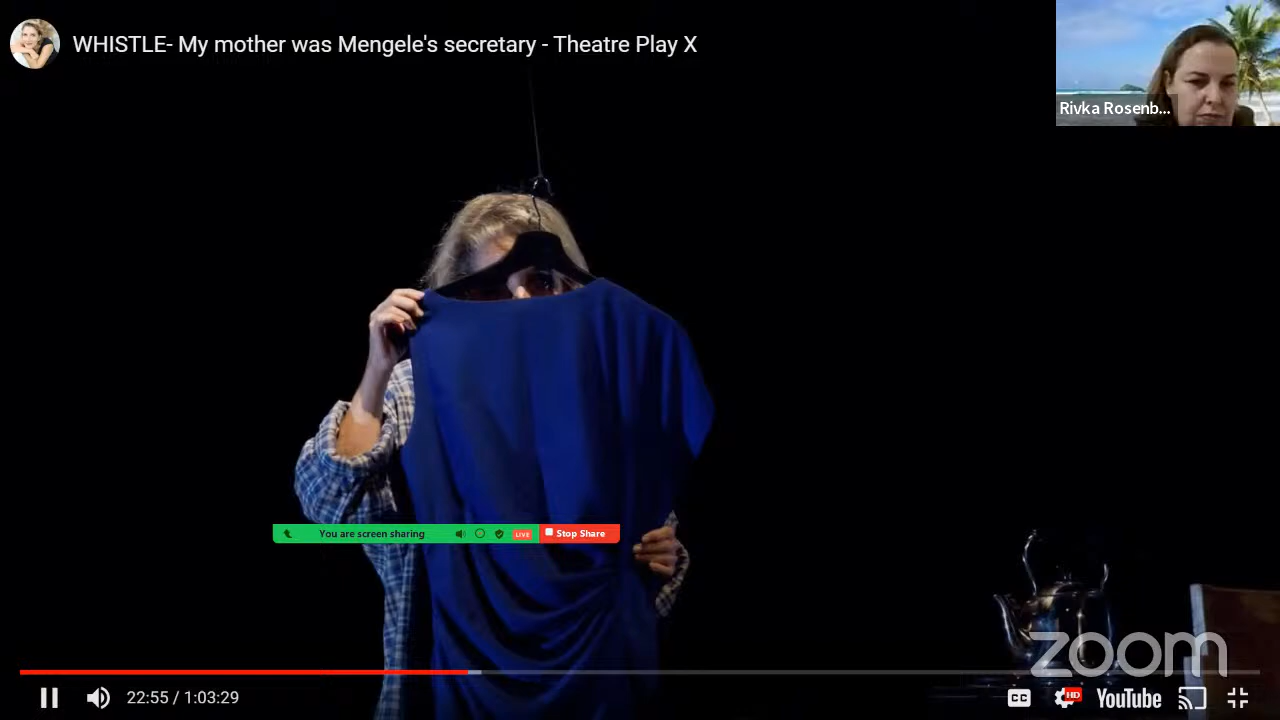 WHISTLE- My mother was Mengele's secretary - Theatre Play X
Rivka Rosenb...
You are screen sharing
LIVE
Stop Share
zoom
22:55 / 1:03:29
CC
HD
YouTube